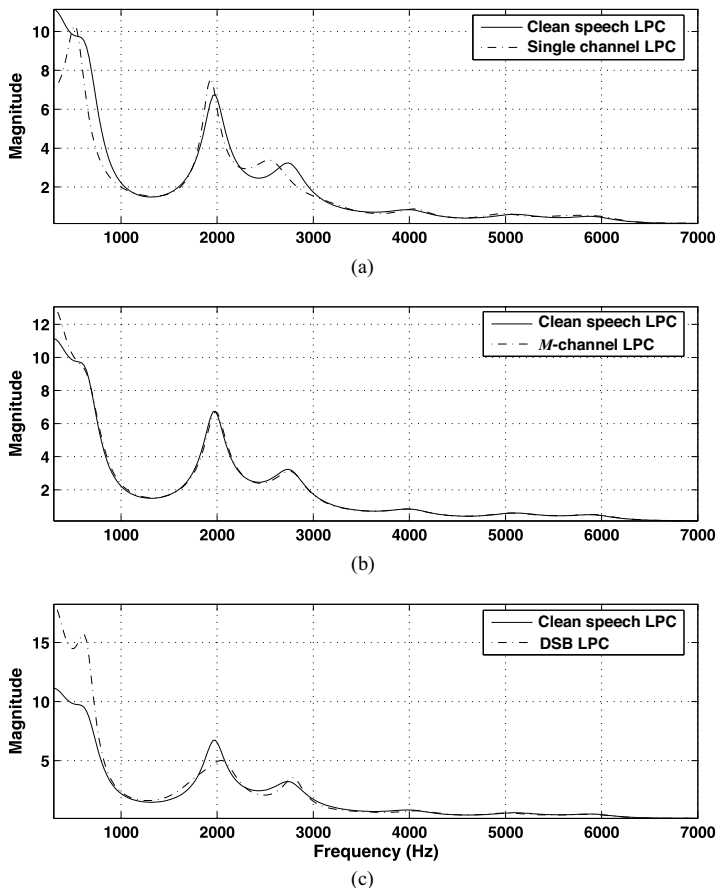 Clean speech LPC
Single channel LPC
Magnitude
10
8
6
4
2
1000 2000 3000 4000 5000 6000 7000
(a)
Clean speech LPC
M-channel LPC
Magnitude
12
10
8
6
4
2
1000 2000 3000 4000 5000 6000 7000
(b)
Clean speech LPC
DSB LPC
Magnitude
15
10
5
1000 2000 3000 4000 5000 6000 7000
Frequency (Hz)
(c)